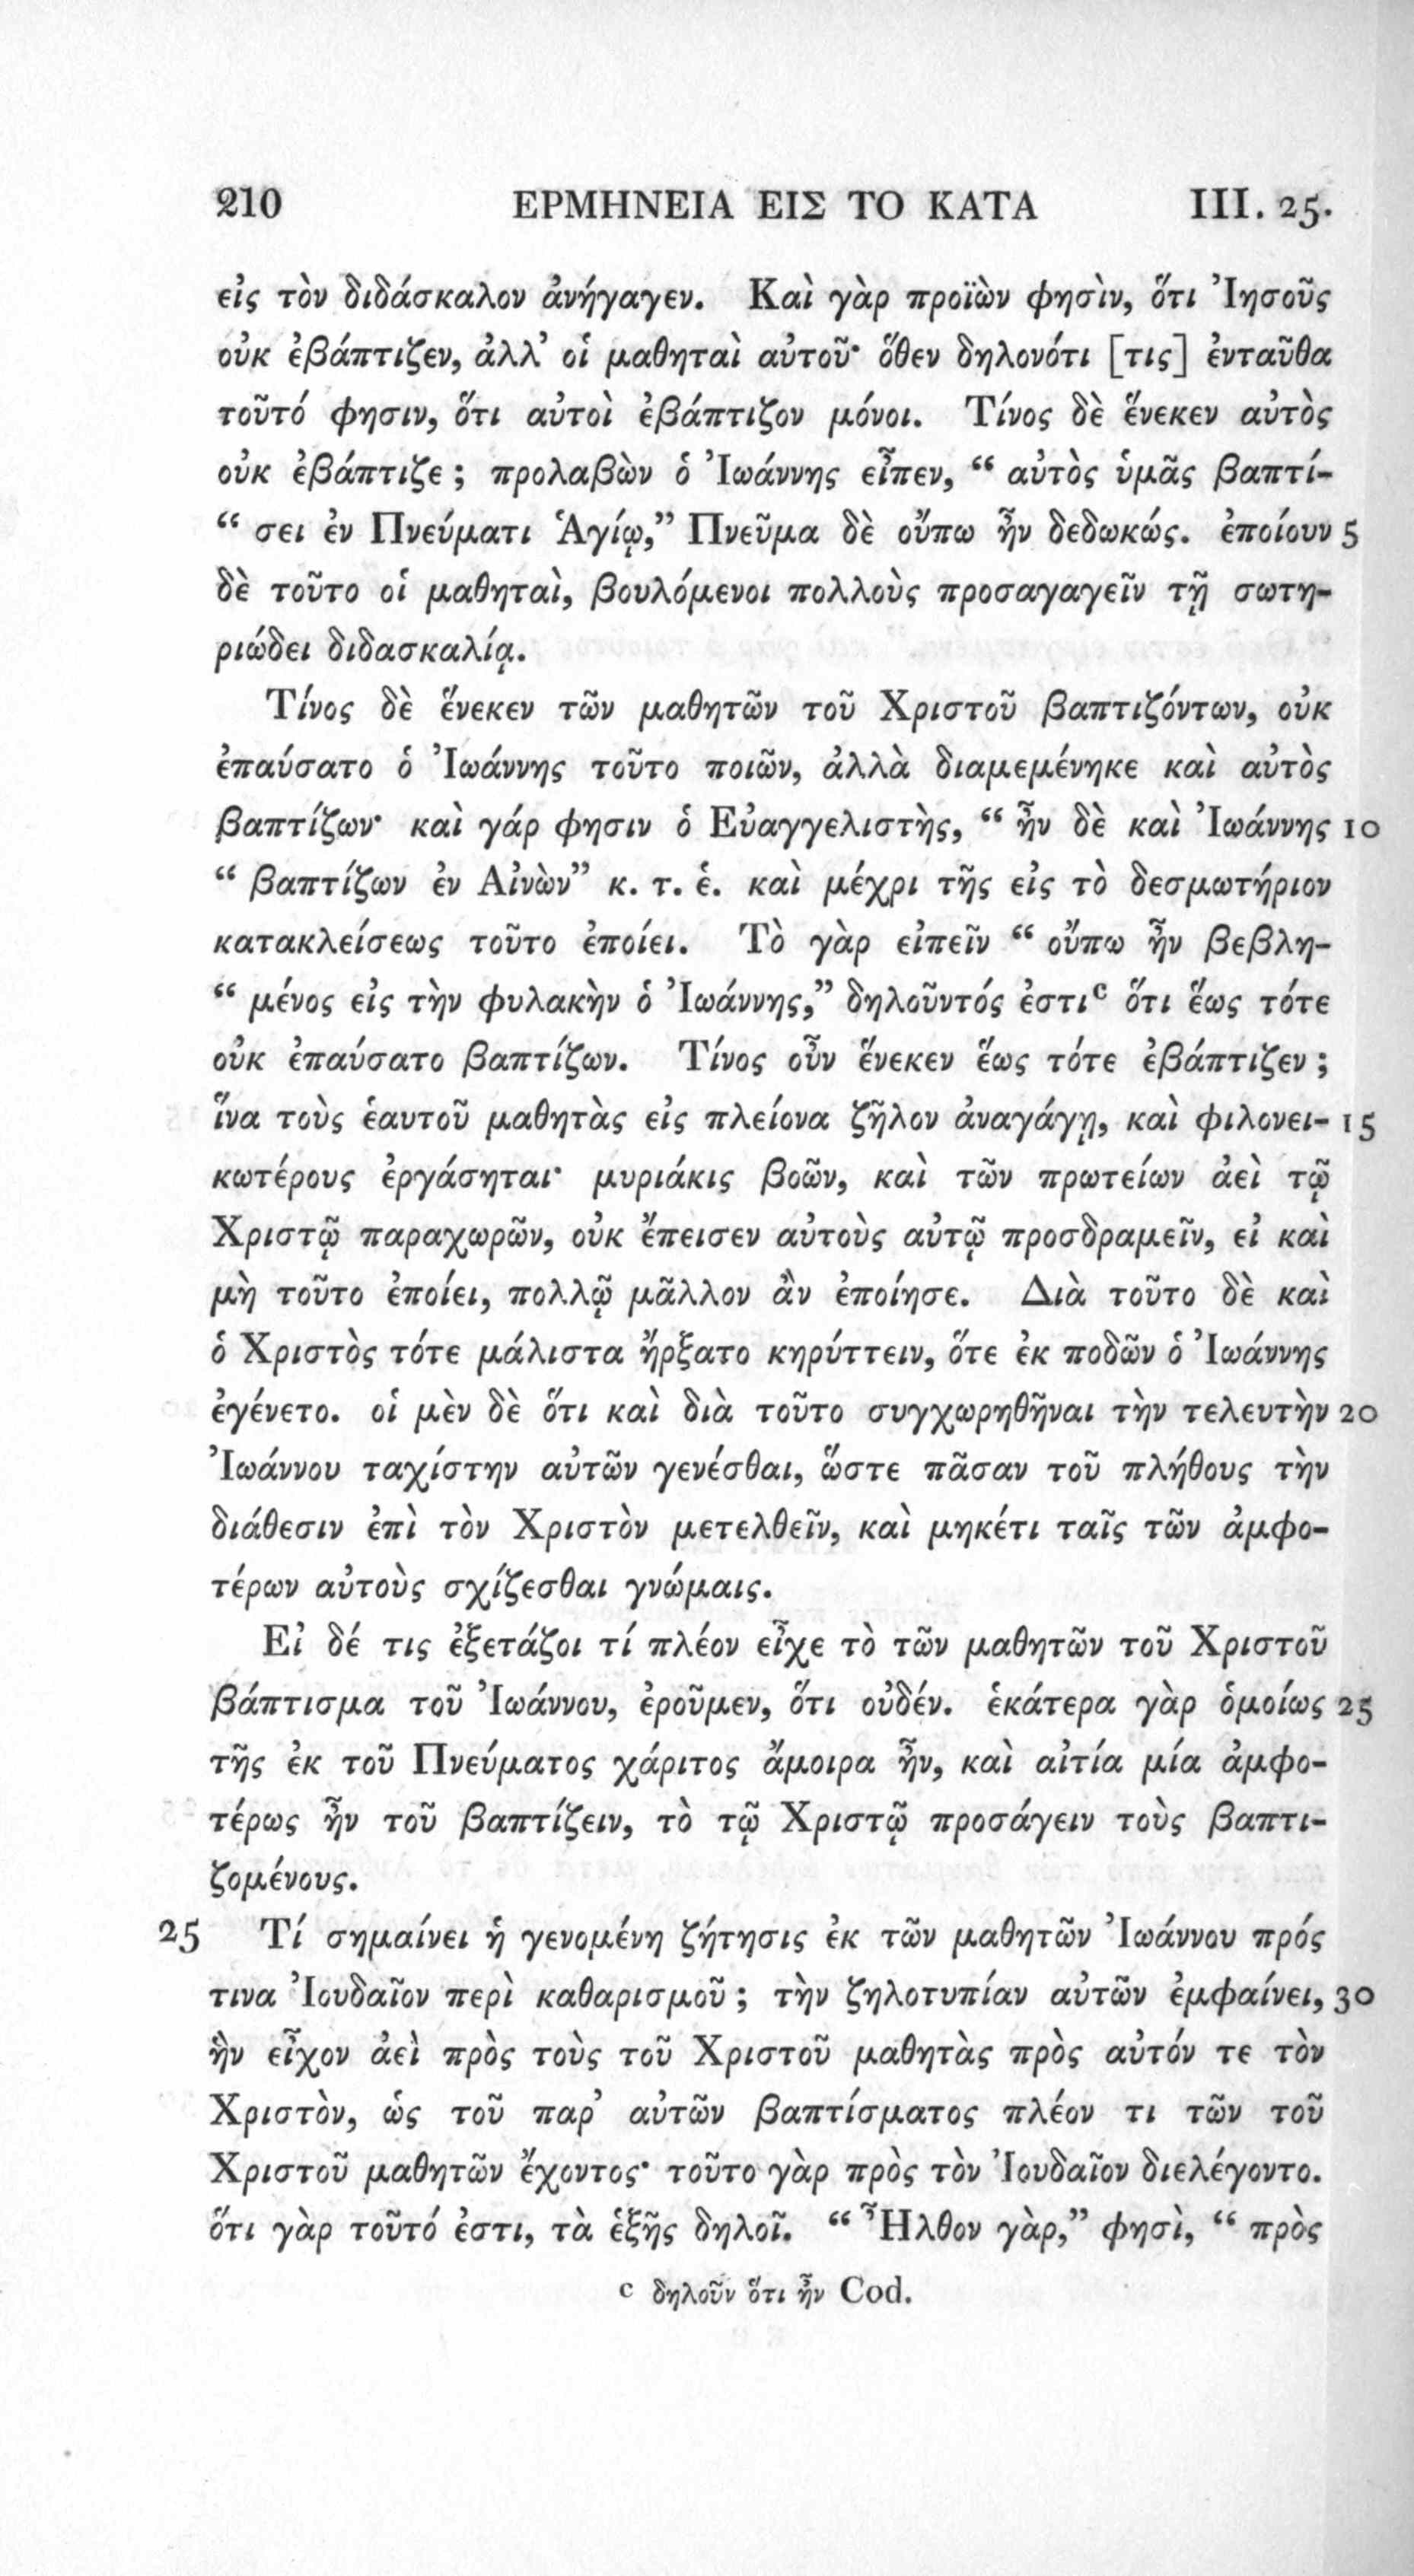 210 ΕΡΜΗΝΕΙΑ ΕΙΣ ΤΟ ΚΑΤΑ III. 25.
εἰς τὸν διδάσκαλον ἀνήγαγεν. Καὶ γὰρ προϊὼν φησὶν, ὅτι Ἰησοῦς
οὐκ ἐβάπτιζεν, ἀλλ’ οἱ μαθηταὶ αὐτοῦ· ὅθεν δηλονότι [τις] ἐνταῦθα
τοῦτό φησιν, ὅτι αὐτοὶ ἐβάπτιζον μόνοι. Τίνος δὲ ἕνεκεν αὐτὸς
οὐκ ἐβάπτιζε ; προλαβὼν ὁ Ἰωάννης εἶπεν, “ αὐτὸς ὑμᾶς βαπτί-
“ σει ἐν Πνεύματι Ἁγίῳ,” Πνεῦμα δὲ οὔπω ἦν δεδωκώς. ἐποίουν 5
δὲ τοῦτο οἱ μαθηταὶ, βουλόμενοι πολλοὺς προσαγαγεῖν τῇ σωτη-
ριώδει διδασκαλίᾳ.
Τίνος δὲ ἕνεκεν τῶν μαθητῶν τοῦ Χριστοῦ βαπτιζόντων, οὐκ
ἐπαύσατο ὁ Ἰωάννης τοῦτο ποιῶν, ἀλλὰ διαμεμένηκε καὶ αὐτὸς
βαπτίζων· καὶ γάρ φησιν ὁ Εὐαγγελιστὴς, “ ἦν δὲ καὶ Ἰωάννης 10
“ βαπτίζων ἐν Αἰνὼν” κ. τ. ἑ. καὶ μέχρι τῆς εἰς τὸ δεσμωτήριον
κατακλείσεως τοῦτο ἐποίει. Τὸ γὰρ εἰπεῖν “ οὔπω ἦν βεβλη-
“ μένος εἰς τὴν φυλακὴν ὁ Ἰωάννης,” δηλοῦντός ἐστι c ὅτι ἕως τότε
οὐκ ἐπαύσατο βαπτίζων. Τίνος οὖν ἕνεκεν ἕως τότε ἐβάπτιζεν ;
ἵνα τοὺς ἑαυτοῦ μαθητὰς εἰς πλείονα ζῆλον ἀναγάγῃ, καὶ φιλονει- 15
κωτέρους ἐργάσηται· μυριάκις βοῶν, καὶ τῶν πρωτείων ἀεὶ τῷ
Χριστῷ παραχωρῶν, οὐκ ἔπεισεν αὐτοὺς αὐτῷ προσδραμεῖν, εἰ καὶ
μὴ τοῦτο ἐποίει, πολλῷ μᾶλλον ἂν ἐποίησε. Διὰ τοῦτο δὲ καὶ
ὁ Χριστὸς τότε μάλιστα ἤρξατο κηρύττειν, ὅτε ἐκ ποδῶν ὁ Ἰωάννης
ἐγένετο. οἱ μὲν δὲ ὅτι καὶ διὰ τοῦτο συγχωρηθῆναι τὴν τελευτὴν 20
Ἰωάννου ταχίστην αὐτῶν γενέσθαι, ὥστε πᾶσαν τοῦ πλήθους τὴν
διάθεσιν ἐπὶ τὸν Χριστὸν μετελθεῖν, καὶ μηκέτι ταῖς τῶν ἀμφο-
τέρων αὐτοὺς σχίζεσθαι γνώμαις.
Εἰ δέ τις ἐξετάζοι τί πλέον εἶχε τὸ τῶν μαθητῶν τοῦ Χριστοῦ
βάπτισμα τοῦ Ἰωάννου, ἐροῦμεν, ὅτι οὐδέν. ἑκάτερα γὰρ ὁμοίως 25
τῆς ἐκ τοῦ Πνεύματος χάριτος ἄμοιρα ἦν, καὶ αἰτία μία ἀμφο-
τέρως ἦν τοῦ βαπτίζειν, τὸ τῷ Χριστῷ προσάγειν τοὺς βαπτι-
ζομένους.
25 Τί σημαίνει ἡ γενομένη ζήτησις ἐκ τῶν μαθητῶν Ἰωάννου πρός
τινα Ἰουδαῖον περὶ καθαρισμοῦ ; τὴν ζηλοτυπίαν αὐτῶν ἐμφαίνει, 30
ἣν εἶχον ἀεὶ πρὸς τοὺς τοῦ Χριστοῦ μαθητὰς πρὸς αὐτόν τε τὸν
Χριστὸν, ὡς τοῦ παρ’ αὐτῶν βαπτίσματος πλέον τι τῶν τοῦ
Χριστοῦ μαθητῶν ἔχοντος· τοῦτο γὰρ πρὸς τὸν Ἰουδαῖον διελέγοντο.
ὅτι γὰρ τοῦτό ἐστι, τὰ ἑξῆς δηλοῖ. “ Ἦλθον γὰρ,” φησὶ, “ πρὸς
c δηλοῦν ὅτι ἦν Cod.